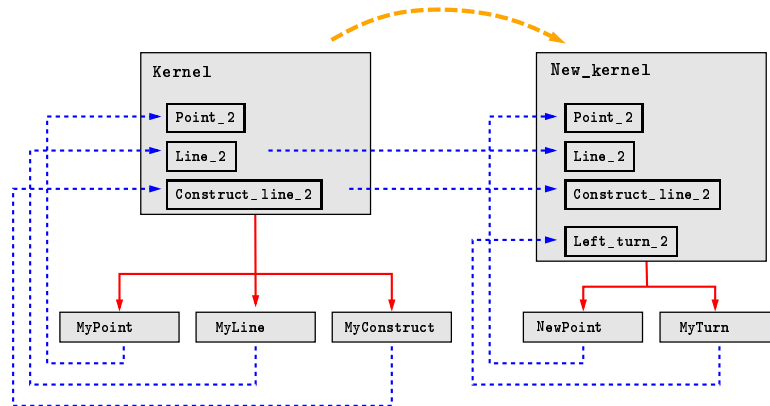 Kernel
Point_2
Line_2
Construct_line_2
MyPoint
MyLine
MyConstruct
New_kernel
Point_2
Line_2
Construct_line_2
Left_turn_2
NewPoint
MyTurn